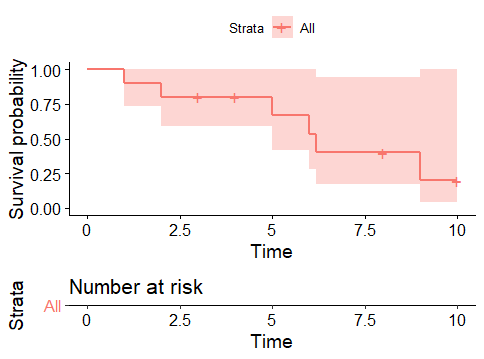 Strata All
Survival probability
1.00
0.75
0.50
0.25
0.00
0 2.5 5 7.5 10
Time
Number at risk
Strata
All
0 2.5 5 7.5 10
Time